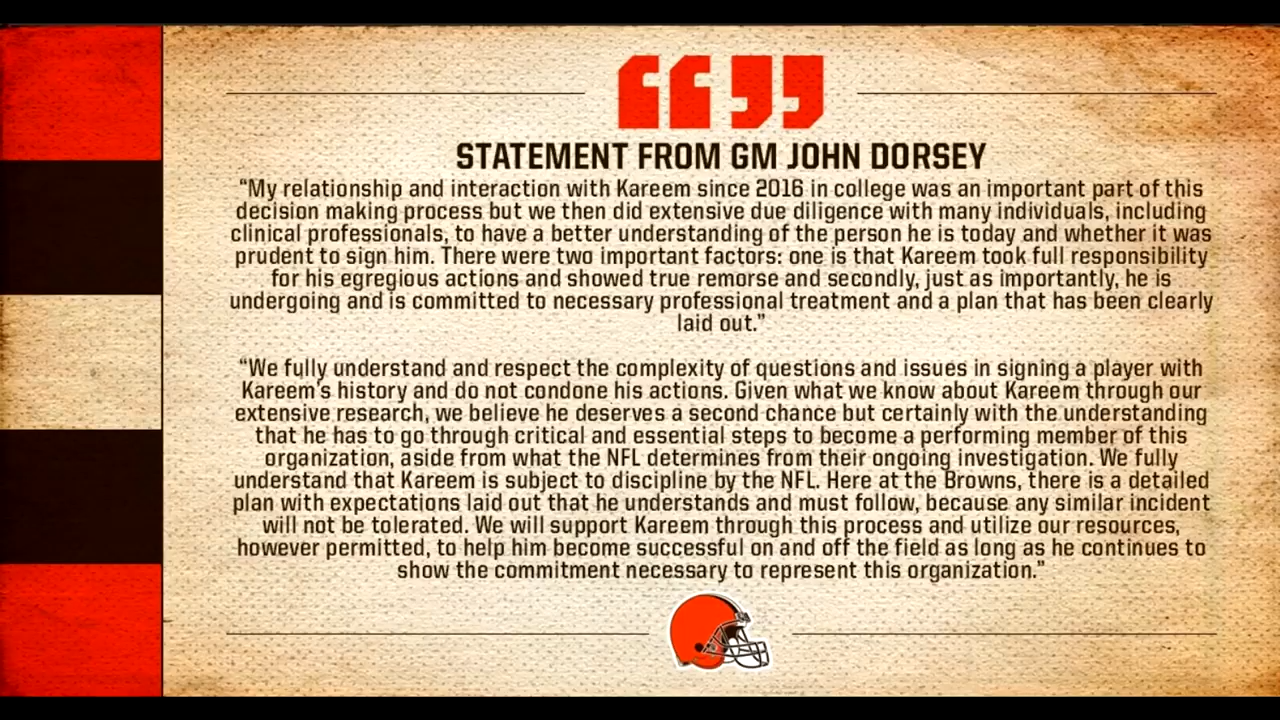 “ ”
STATEMENT FROM GM JOHN DORSEY
“My relationship and interaction with Kareem since 2016 in college was an important part of this
decision making process but we then did extensive due diligence with many individuals, including
clinical professionals, to have a better understanding of the person he is today and whether it was
prudent to sign him. There were two important factors: one is that Kareem took full responsibility
for his egregious actions and showed true remorse and secondly, just as importantly, he is
undergoing and is committed to necessary professional treatment and a plan that has been clearly
laid out.”
“We fully understand and respect the complexity of questions and issues in signing a player with
Kareem's history and do not condone his actions. Given what we know about Kareem through our
extensive research, we believe he deserves a second chance but certainly with the understanding
that he has to go through critical and essential steps to become a performing member of this
organization, aside from what the NFL determines from their ongoing investigation. We fully
understand that Kareem is subject to discipline by the NFL. Here at the Browns, there is a detailed
plan with expectations laid out that he understands and must follow, because any similar incident
will not be tolerated. We will support Kareem through this process and utilize our resources,
however permitted, to help him become successful on and off the field as long as he continues to
show the commitment necessary to represent this organization.”